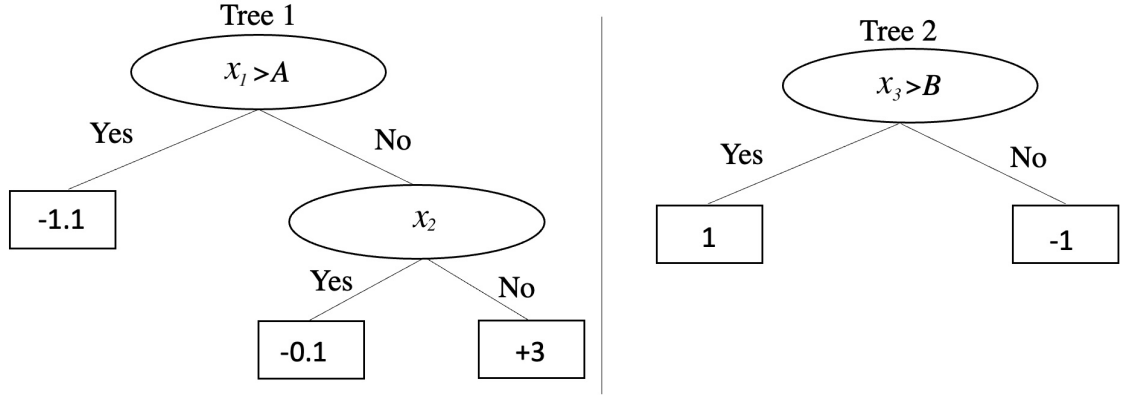 Tree 1
x₁ >A
Yes
No
-1.1
x₂
Yes
No
-0.1
+3
Tree 2
x₃ >B
Yes
No
1
-1